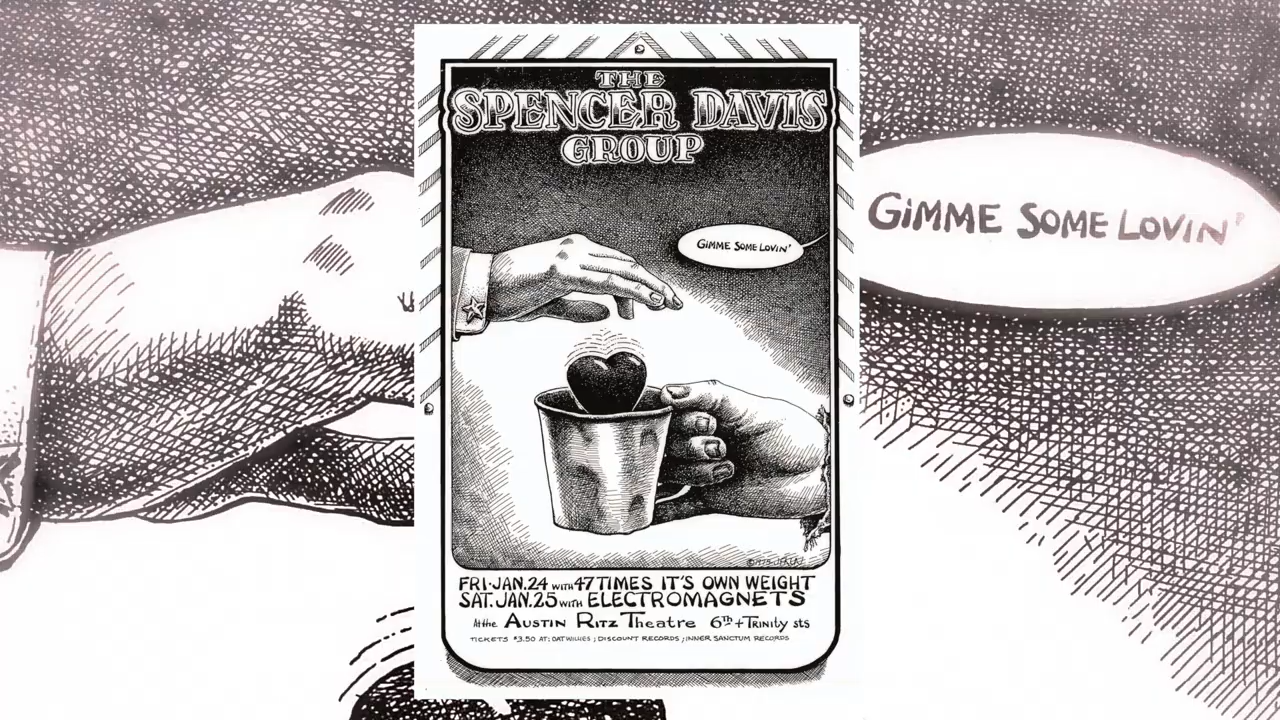 THE
SPENCER DAVIS
GROUP
GIMME SOME LOVIN'
GIMME SOME LOVIN'
FRI·JAN.24 WITH 47 TIMES IT'S OWN WEIGHT
SAT. JAN.25 WITH ELECTROMAGNETS
At the AUSTIN RITZ THEATRE 6TH + TRINITY STS
TICKETS $3.50 AT: OAT WILLIES ; DISCOUNT RECORDS ; INNER SANCTUM RECORDS